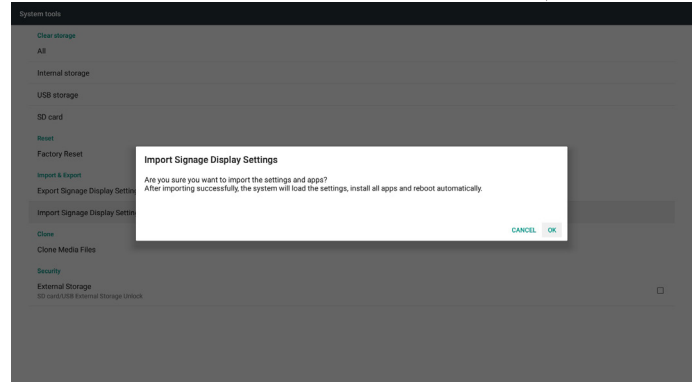 System tools
Clear storage
All
Internal storage
USB storage
SD card
Reset
Factory Reset
Import & Export
Export Signage Display Settin
Import Signage Display Settin
Clone
Clone Media Files
Security
External Storage
SD card/USB External Storage Unlock
Import Signage Display Settings
Are you sure you want to import the settings and apps?
After importing successfully, the system will load the settings, install all apps and reboot automatically.
CANCEL OK